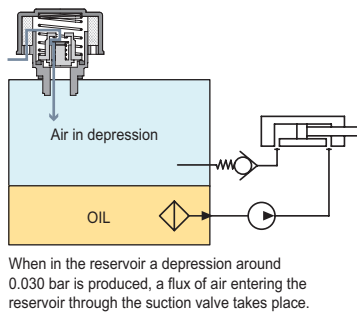 Air in depression
OIL
When in the reservoir a depression around
0.030 bar is produced, a flux of air entering the
reservoir through the suction valve takes place.